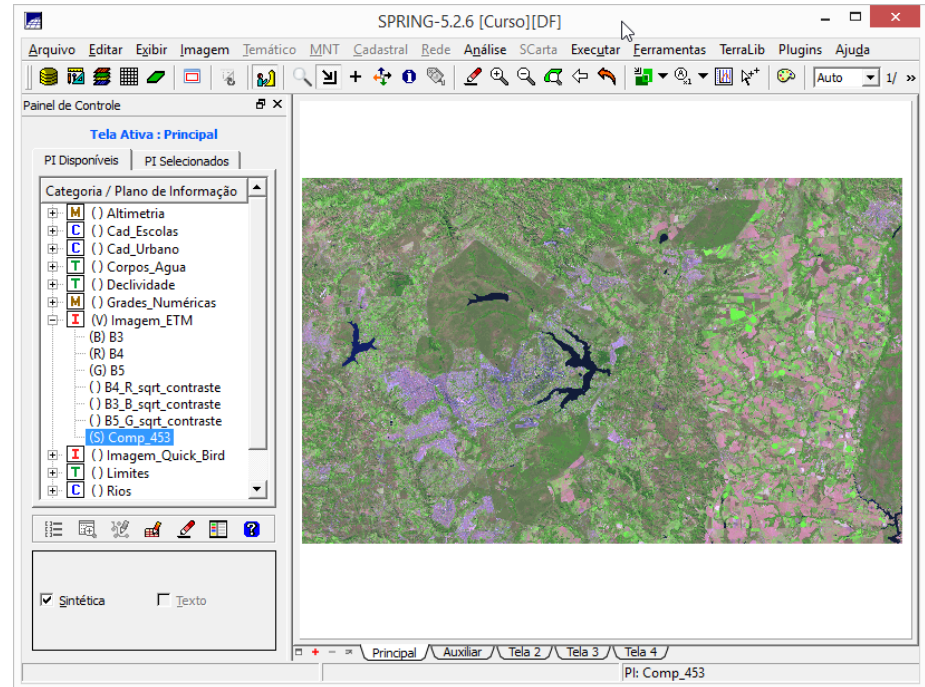 SPRING-5.2.6 [Curso][DF]
Arquivo Editar Exibir Imagem Temático MNT Cadastral Rede Análise SCarta Executar Ferramentas TerraLib Plugins Ajuda
Auto 1/ »
Painel de Controle
Tela Ativa : Principal
PI Disponíveis PI Selecionados
Categoria / Plano de Informação
M () Altimetria
C () Cad_Escolas
C () Cad_Urbano
T () Corpos_Agua
T () Declividade
M () Grades_Numéricas
I (V) Imagem_ETM
(B) B3
(R) B4
(G) B5
() B4_R_sqrt_contraste
() B3_B_sqrt_contraste
() B5_G_sqrt_contraste
(S) Comp_453
I () Imagem_Quick_Bird
T () Limites
C () Rios
Sintética Texto
Principal Auxiliar Tela 2 Tela 3 Tela 4
PI: Comp_453